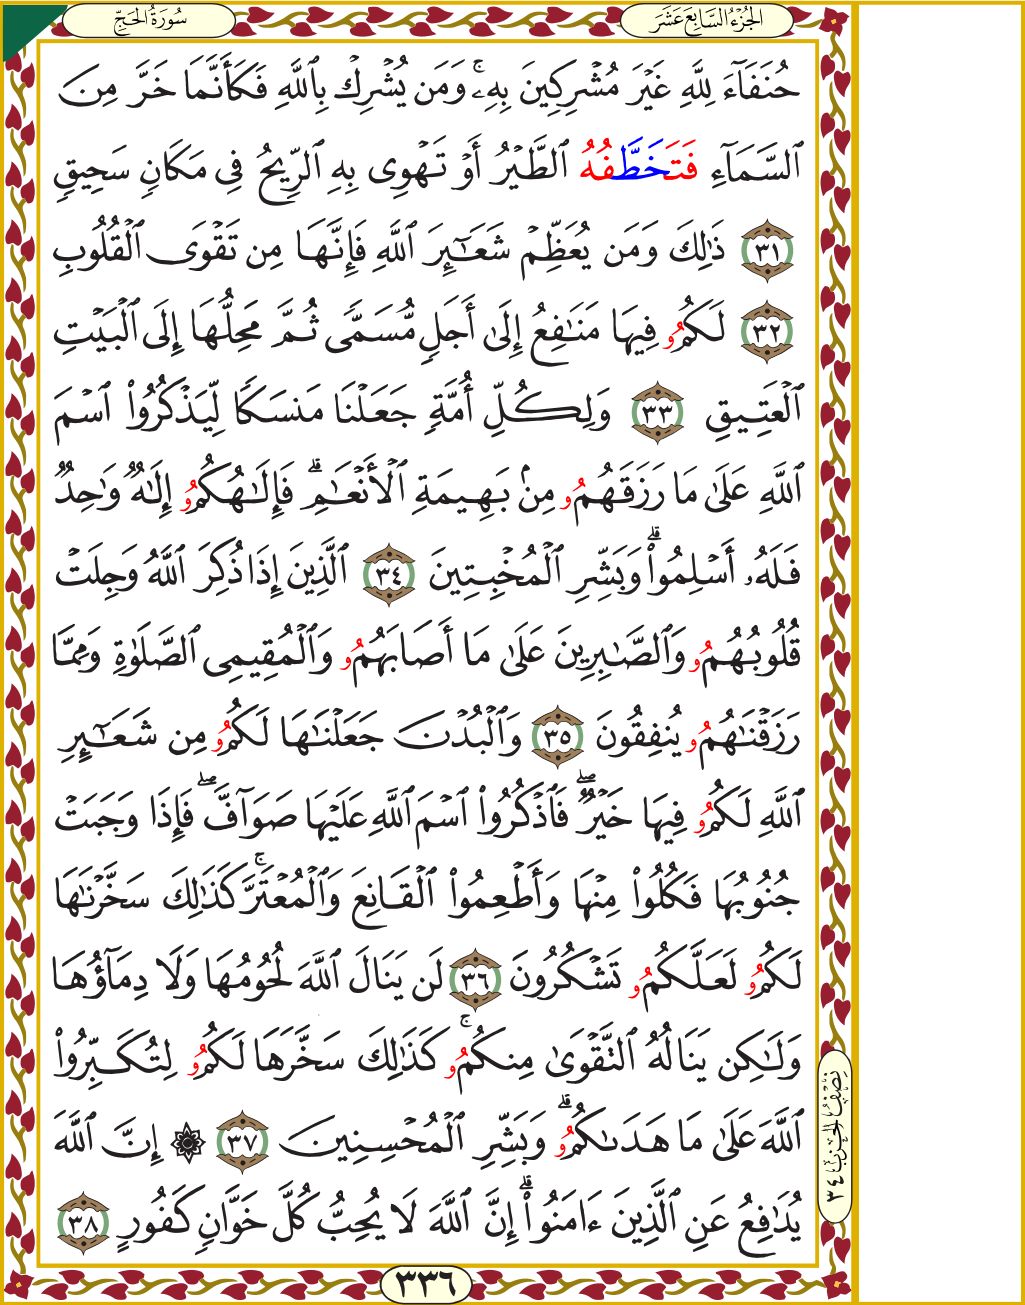 سُورَةُ الحَجِّ
الجُزْءُ السَّابِعَ عَشَرَ
حُنَفَآءَ لِلَّهِ غَيْرَ مُشْرِكِينَ بِهِۦۚ وَمَن يُشْرِكْ بِٱللَّهِ فَكَأَنَّمَا خَرَّ مِنَ
ٱلسَّمَآءِ فَتَخَطَّفُهُ ٱلطَّيْرُ أَوْ تَهْوِى بِهِ ٱلرِّيحُ فِى مَكَانٍ سَحِيقٍ
٣١ ذَٰلِكَ وَمَن يُعَظِّمْ شَعَـٰٓئِرَ ٱللَّهِ فَإِنَّهَا مِن تَقْوَى ٱلْقُلُوبِ
٣٢ لَكُمُۥ فِيهَا مَنَـٰفِعُ إِلَىٰٓ أَجَلٍ مُّسَمًّى ثُمَّ مَحِلُّهَآ إِلَى ٱلْبَيْتِ
ٱلْعَتِيقِ ٣٣ وَلِكُلِّ أُمَّةٍ جَعَلْنَا مَنسَكًا لِّيَذْكُرُوا۟ ٱسْمَ
ٱللَّهِ عَلَىٰ مَا رَزَقَهُمُۥ مِنۢ بَهِيمَةِ ٱلْأَنْعَـٰمِۗ فَإِلَـٰهُكُمُۥ إِلَـٰهٌ وَٰحِدٌ
فَلَهُۥٓ أَسْلِمُوا۟ۗ وَبَشِّرِ ٱلْمُخْبِتِينَ ٣٤ ٱلَّذِينَ إِذَا ذُكِرَ ٱللَّهُ وَجِلَتْ
قُلُوبُهُمُۥ وَٱلصَّـٰبِرِينَ عَلَىٰ مَآ أَصَابَهُمُۥ وَٱلْمُقِيمِى ٱلصَّلَوٰةِ وَمِمَّا
رَزَقْنَـٰهُمُۥ يُنفِقُونَ ٣٥ وَٱلْبُدْنَ جَعَلْنَـٰهَا لَكُمُۥ مِن شَعَـٰٓئِرِ
ٱللَّهِ لَكُمُۥ فِيهَا خَيْرٌۖ فَٱذْكُرُوا۟ ٱسْمَ ٱللَّهِ عَلَيْهَا صَوَآفَّۖ فَإِذَا وَجَبَتْ
جُنُوبُهَا فَكُلُوا۟ مِنْهَا وَأَطْعِمُوا۟ ٱلْقَانِعَ وَٱلْمُعْتَرَّۚ كَذَٰلِكَ سَخَّرْنَـٰهَا
لَكُمُۥ لَعَلَّكُمُۥ تَشْكُرُونَ ٣٦ لَن يَنَالَ ٱللَّهَ لُحُومُهَا وَلَا دِمَآؤُهَا
وَلَـٰكِن يَنَالُهُ ٱلتَّقْوَىٰ مِنكُمُۥۚ كَذَٰلِكَ سَخَّرَهَا لَكُمُۥ لِتُكَبِّرُوا۟
ٱللَّهَ عَلَىٰ مَا هَدَىٰكُمُۥۗ وَبَشِّرِ ٱلْمُحْسِنِينَ ٣٧ ۞ إِنَّ ٱللَّهَ
يُدَٰفِعُ عَنِ ٱلَّذِينَ ءَامَنُوٓا۟ۗ إِنَّ ٱللَّهَ لَا يُحِبُّ كُلَّ خَوَّانٍ كَفُورٍ ٣٨
نِصْفُ الحِزْبِ ٣٤
٣٣٦